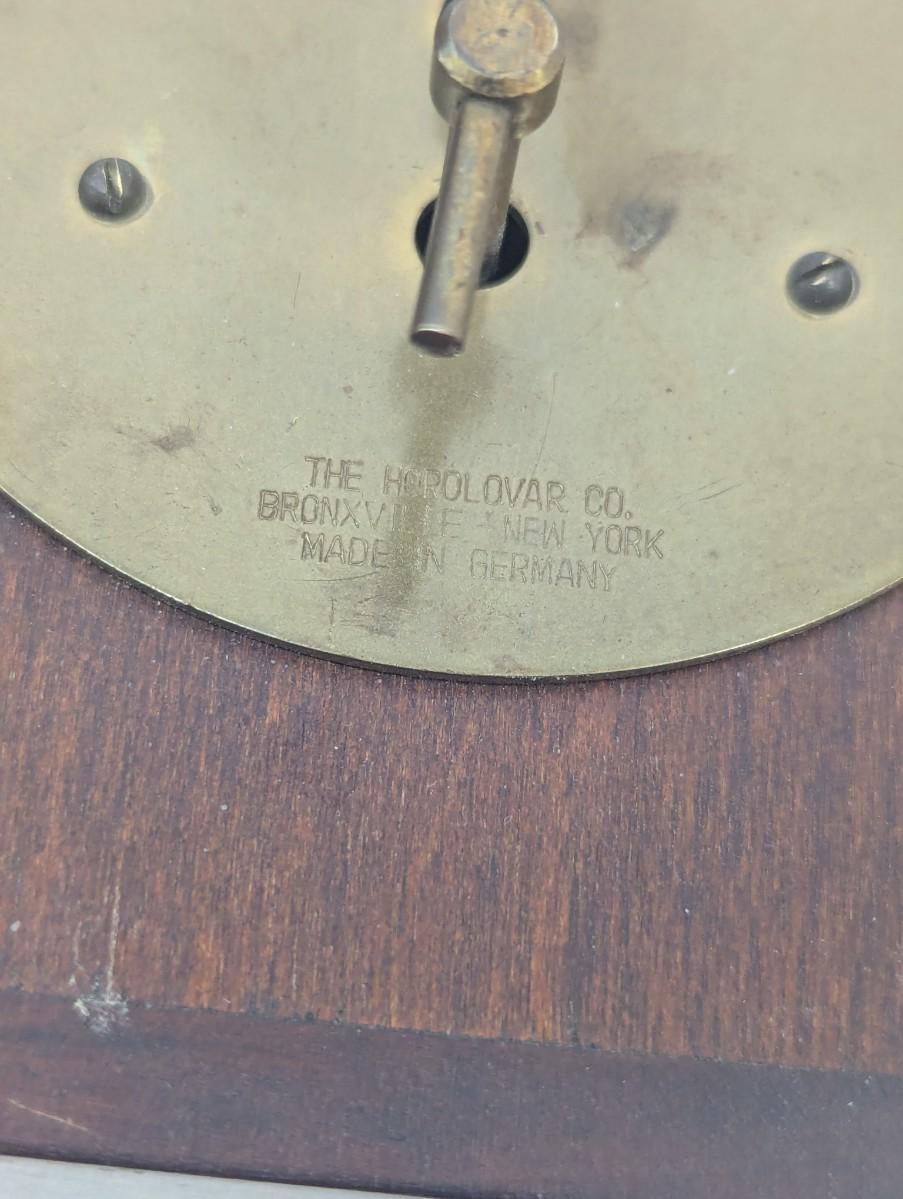 THE HOROLOVAR CO.
BRONXVILLE NEW YORK
MADE IN GERMANY